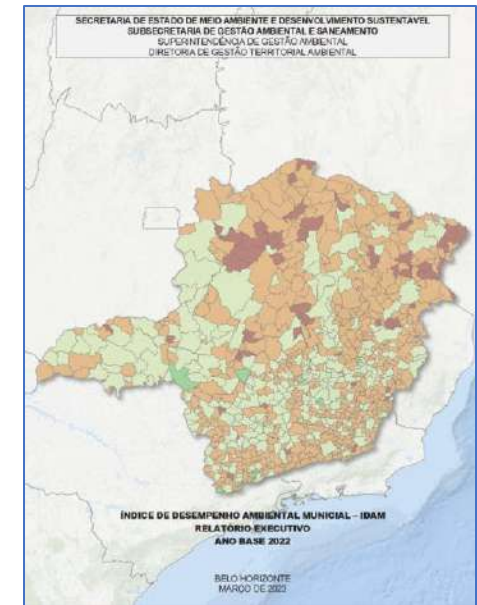 SECRETARIA DE ESTADO DE MEIO AMBIENTE E DESENVOLVIMENTO SUSTENTÁVEL
SUBSECRETARIA DE GESTÃO AMBIENTAL E SANEAMENTO
SUPERINTENDÊNCIA DE GESTÃO AMBIENTAL
DIRETORIA DE GESTÃO TERRITORIAL AMBIENTAL
ÍNDICE DE DESEMPENHO AMBIENTAL MUNICIAL – IDAM
RELATÓRIO EXECUTIVO
ANO BASE 2022
BELO HORIZONTE
MARÇO DE 2023